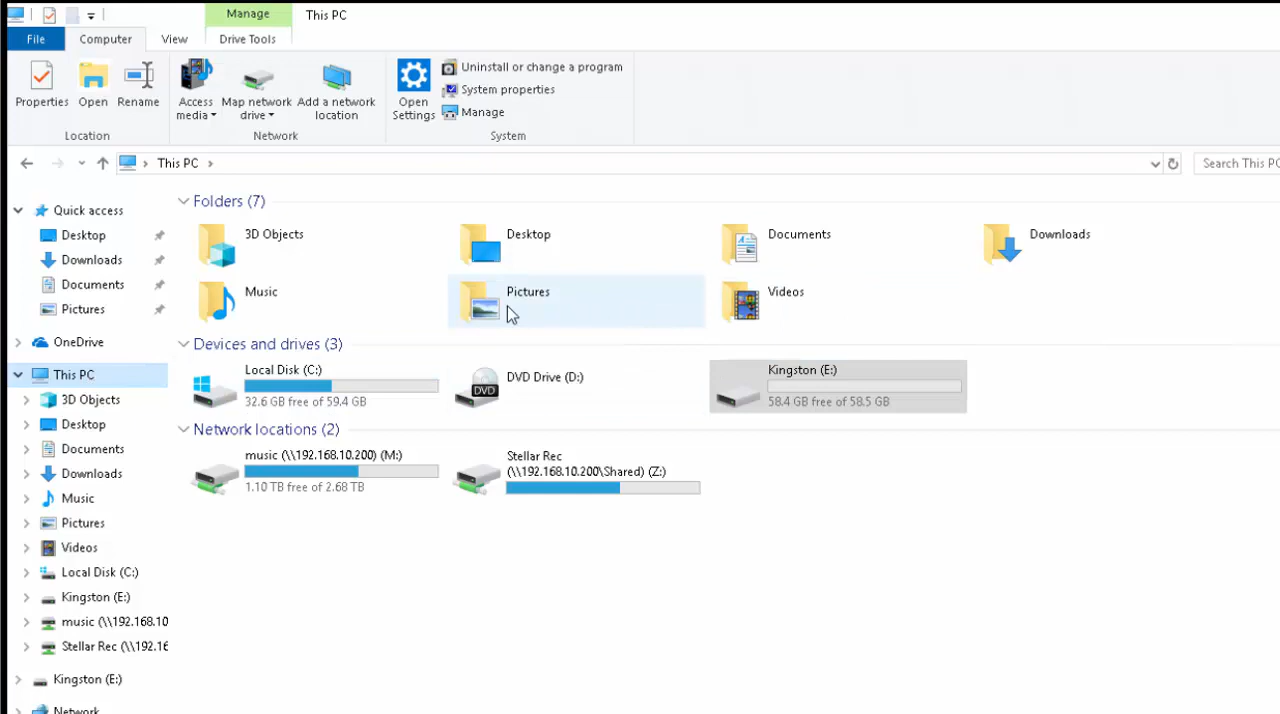 Manage
This PC
File
Computer
View
Drive Tools
Properties
Open
Rename
Access media
Map network drive
Add a network location
Open Settings
Uninstall or change a program
System properties
Manage
Location
Network
System
This PC
Search This PC
Quick access
Desktop
Downloads
Documents
Pictures
OneDrive
This PC
3D Objects
Desktop
Documents
Downloads
Music
Pictures
Videos
Local Disk (C:)
Kingston (E:)
music (\\192.168.10
Stellar Rec (\\192.16
Kingston (E:)
Network
Folders (7)
3D Objects
Desktop
Documents
Downloads
Music
Pictures
Videos
Devices and drives (3)
Local Disk (C:)
32.6 GB free of 59.4 GB
DVD
DVD Drive (D:)
Kingston (E:)
58.4 GB free of 58.5 GB
Network locations (2)
music (\\192.168.10.200) (M:)
1.10 TB free of 2.68 TB
Stellar Rec
(\\192.168.10.200\Shared) (Z:)